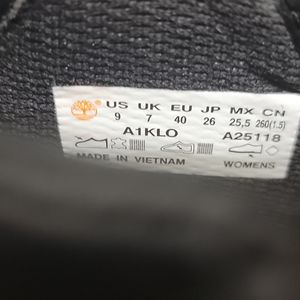 US UK EU JP MX CN
9 7 40 26 25,5 260(1.5)
A1KLO A25118
MADE IN VIETNAM WOMENS